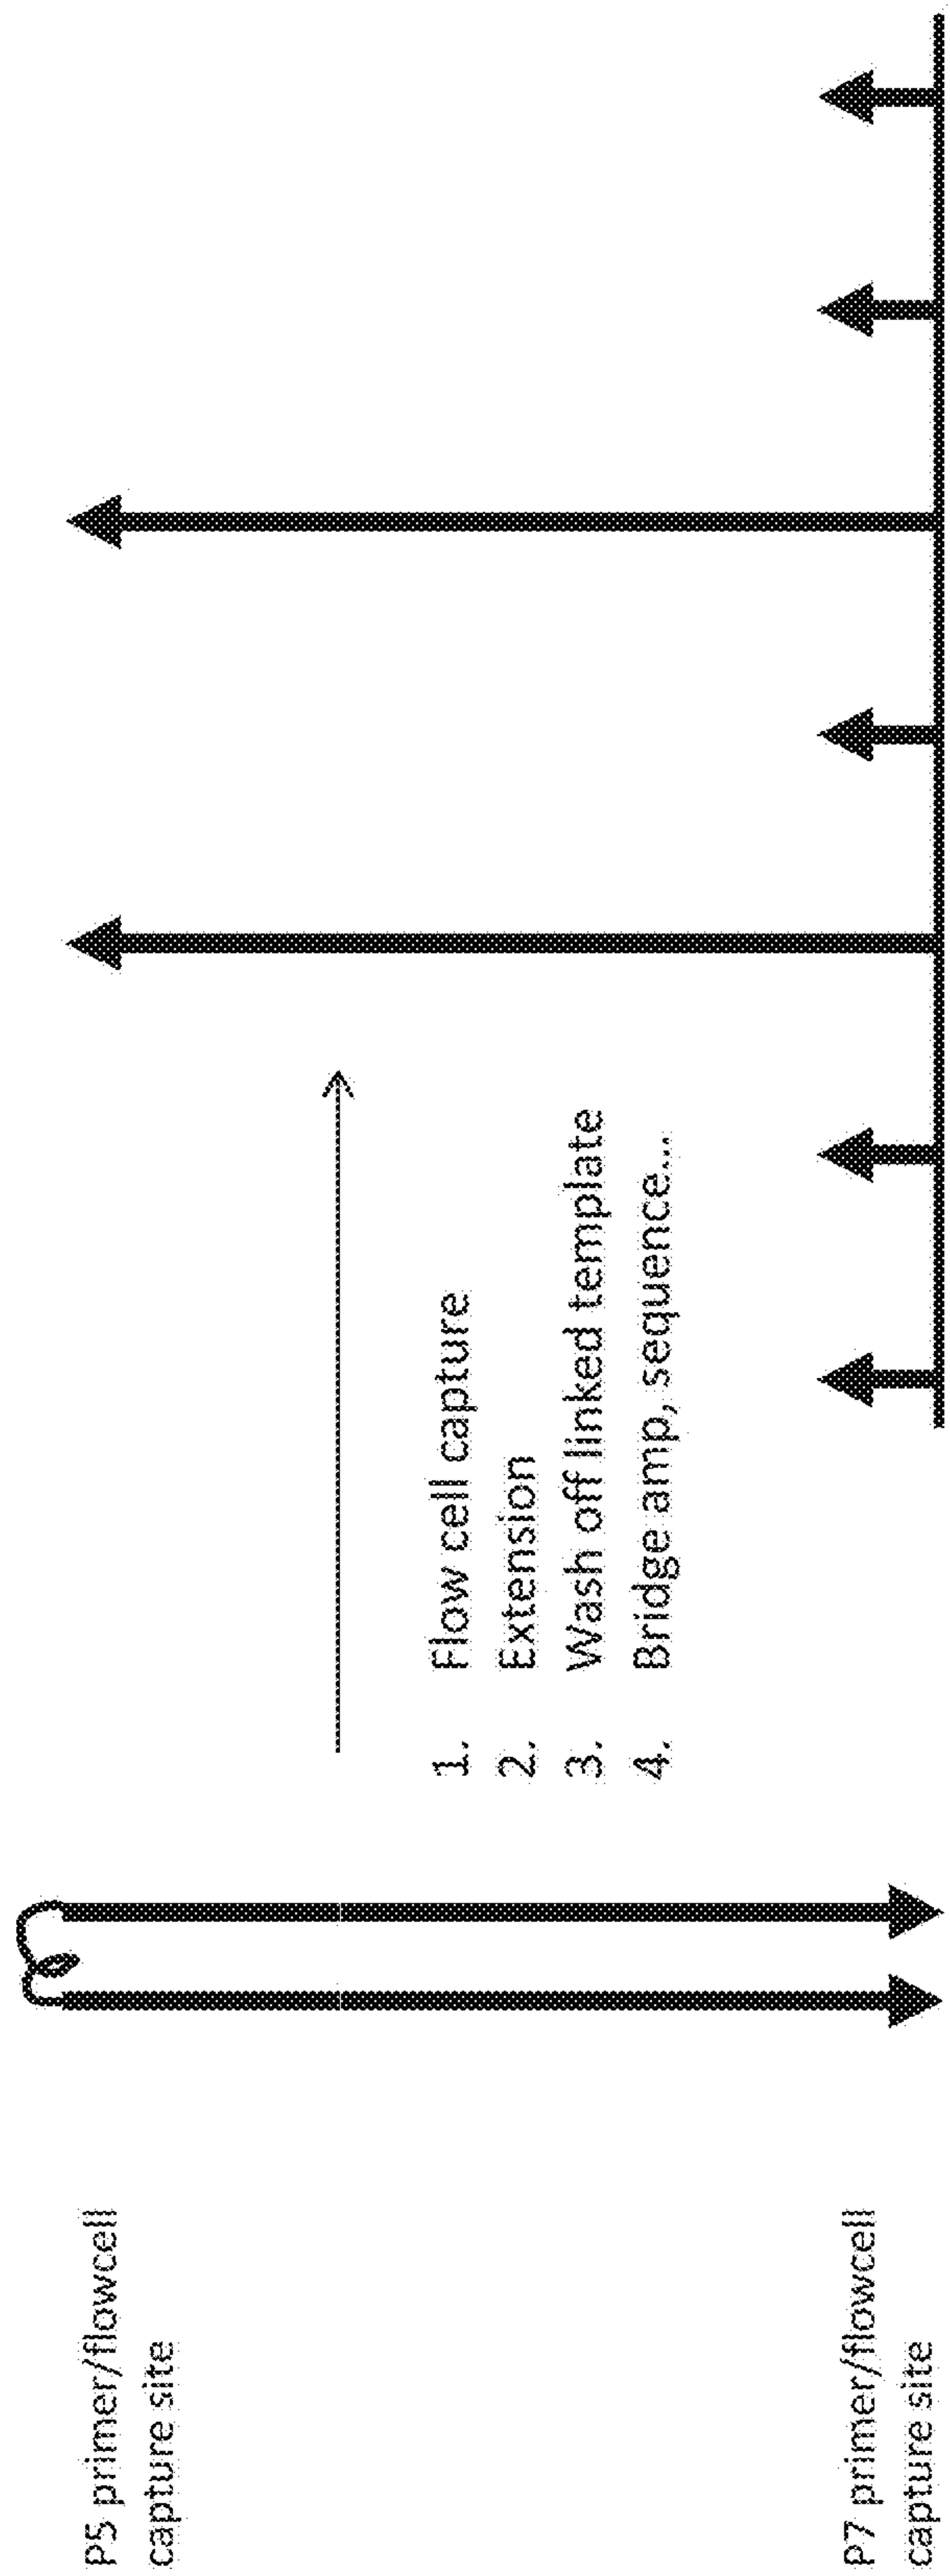 P5 primer/flowcell
capture site
P7 primer/flowcell
capture site
1. Flow cell capture
2. Extension
3. Wash off linked template
4. Bridge amp, sequence...